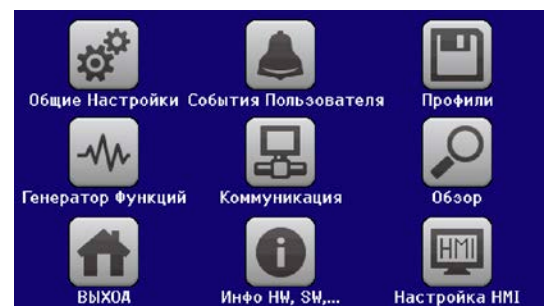 Общие Настройки События Пользователя Профили
Генератор Функций Коммуникация Обзор
HMI
ВЫХОД Инфо HW, SW,... Настройка HMI